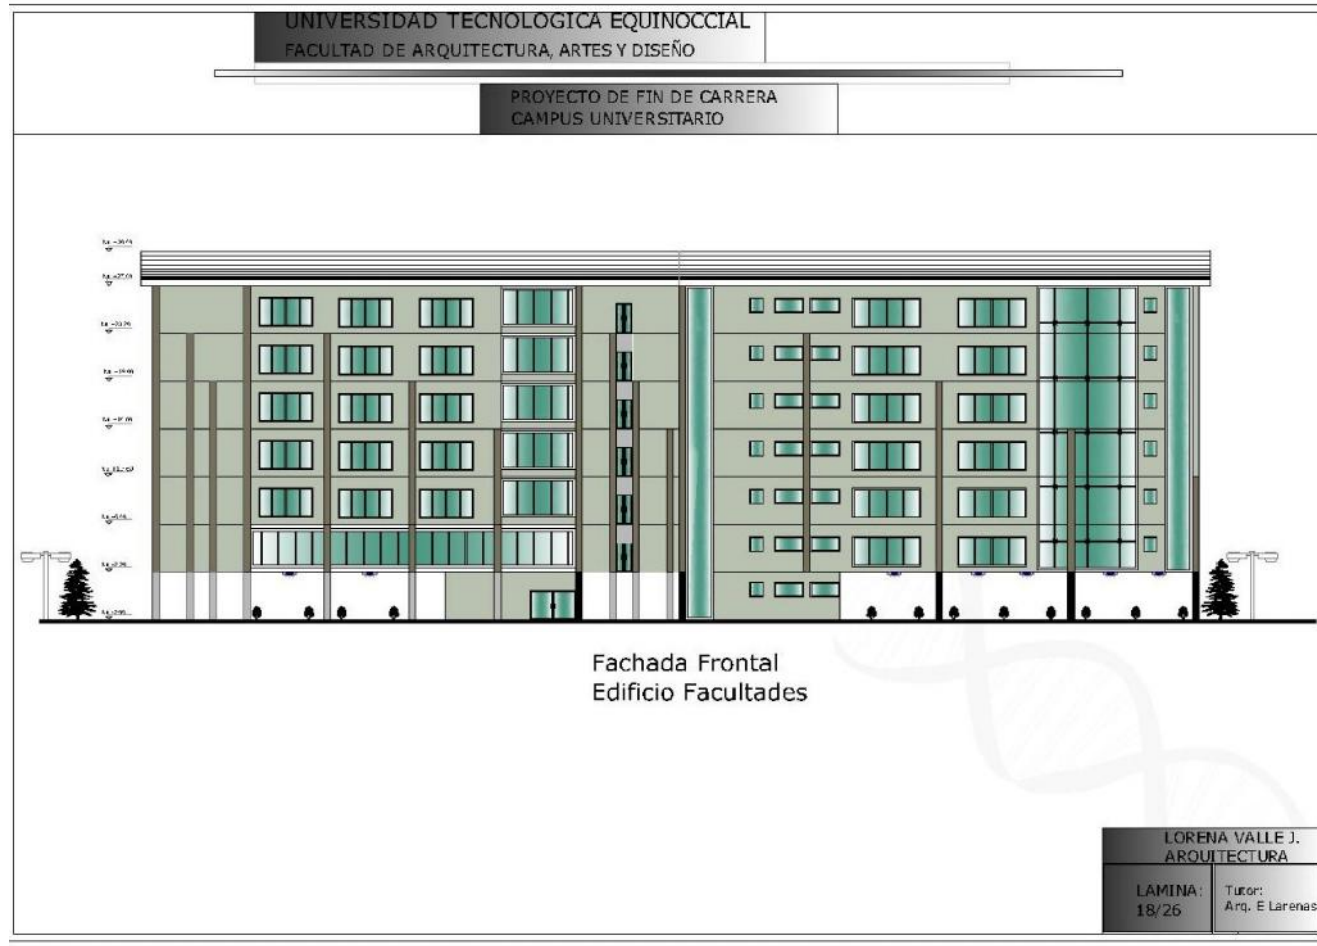 UNIVERSIDAD TECNOLOGICA EQUINOCCIAL
FACULTAD DE ARQUITECTURA, ARTES Y DISEÑO
PROYECTO DE FIN DE CARRERA
CAMPUS UNIVERSITARIO
Fachada Frontal
Edificio Facultades
LORENA VALLE J.
ARQUITECTURA
LAMINA:
18/26
Tutor:
Arq. E Larenas